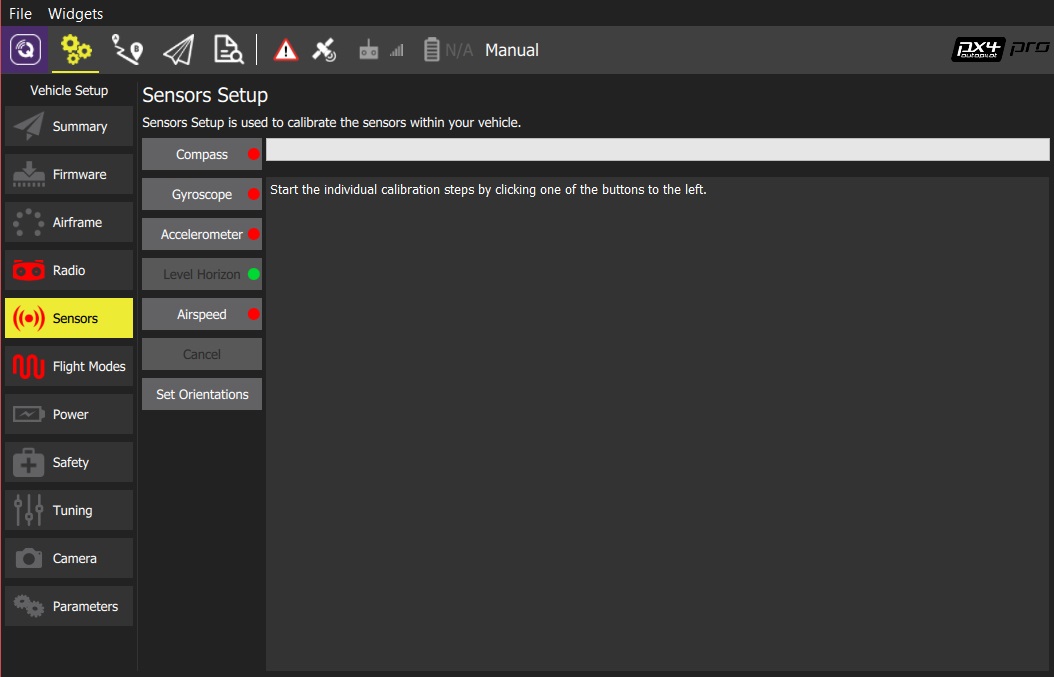 File Widgets
N/A Manual
px4 pro
autopilot
Vehicle Setup
Summary
Firmware
Airframe
Radio
Sensors
Flight Modes
Power
Safety
Tuning
Camera
Parameters
Sensors Setup
Sensors Setup is used to calibrate the sensors within your vehicle.
Compass
Gyroscope
Accelerometer
Level Horizon
Airspeed
Cancel
Set Orientations
Start the individual calibration steps by clicking one of the buttons to the left.